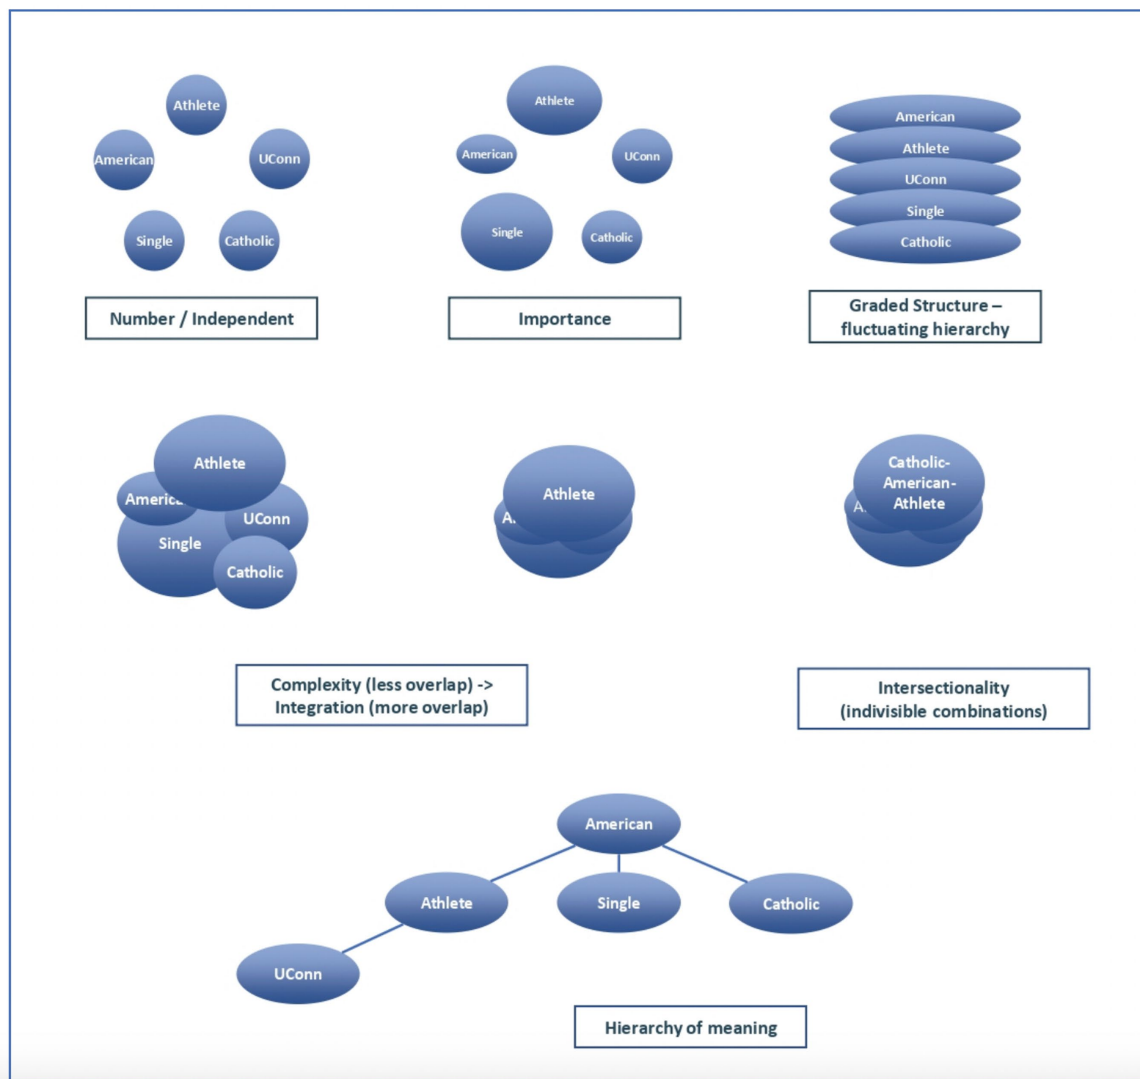 Athlete
American
UConn
Single
Catholic
Number / Independent
Athlete
American
UConn
Single
Catholic
Importance
American
Athlete
UConn
Single
Catholic
Graded Structure –
fluctuating hierarchy
Athlete
UConn
Single
Catholic
Athlete
Complexity (less overlap) ->
Integration (more overlap)
Catholic-
American-
Athlete
Intersectionality
(indivisible combinations)
American
Athlete
Single
Catholic
UConn
Hierarchy of meaning